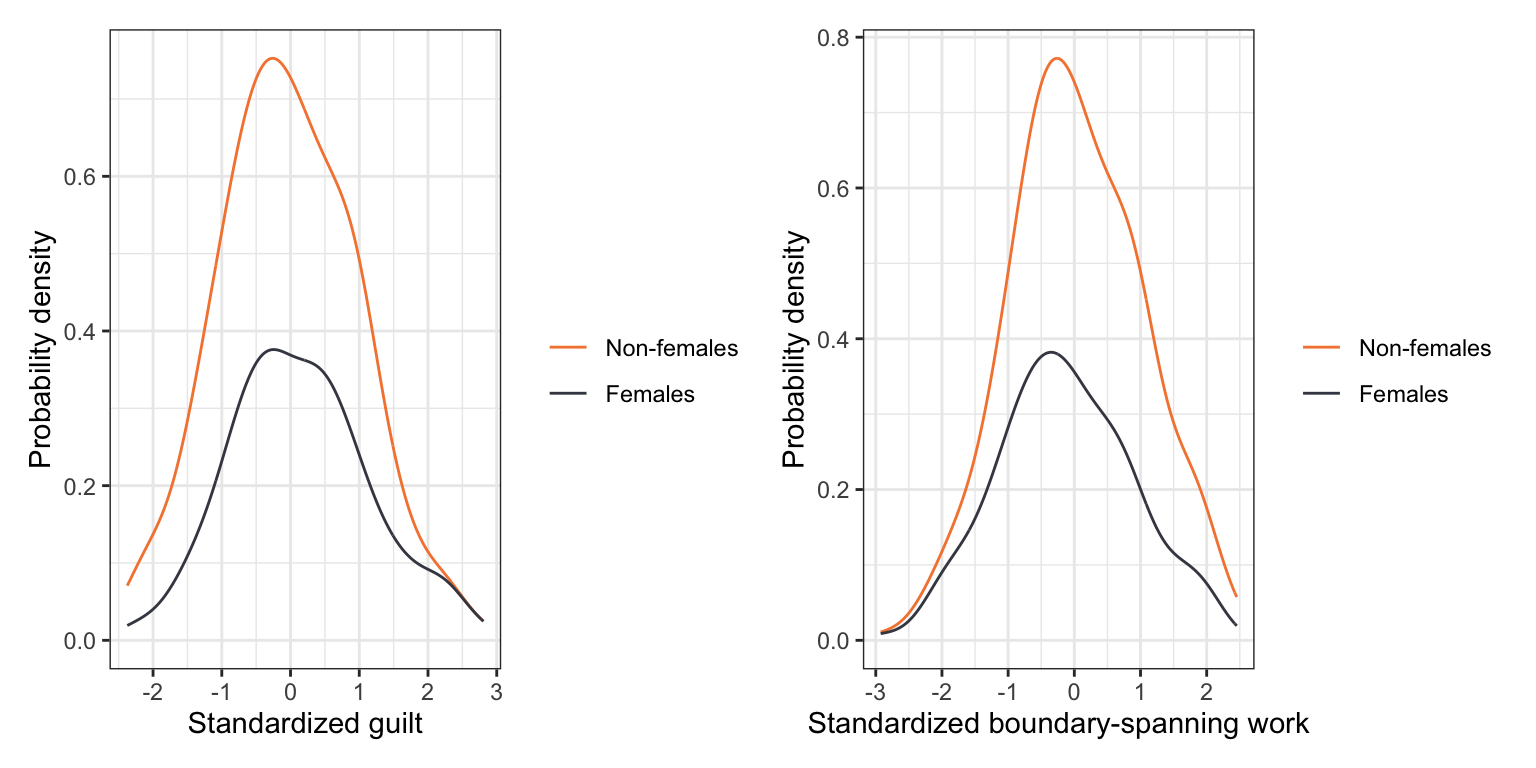 Probability density
0.6
0.4
0.2
0.0
-2 -1 0 1 2 3
Standardized guilt
Non-females
Females
Probability density
0.8
0.6
0.4
0.2
0.0
-3 -2 -1 0 1 2
Standardized boundary-spanning work
Non-females
Females